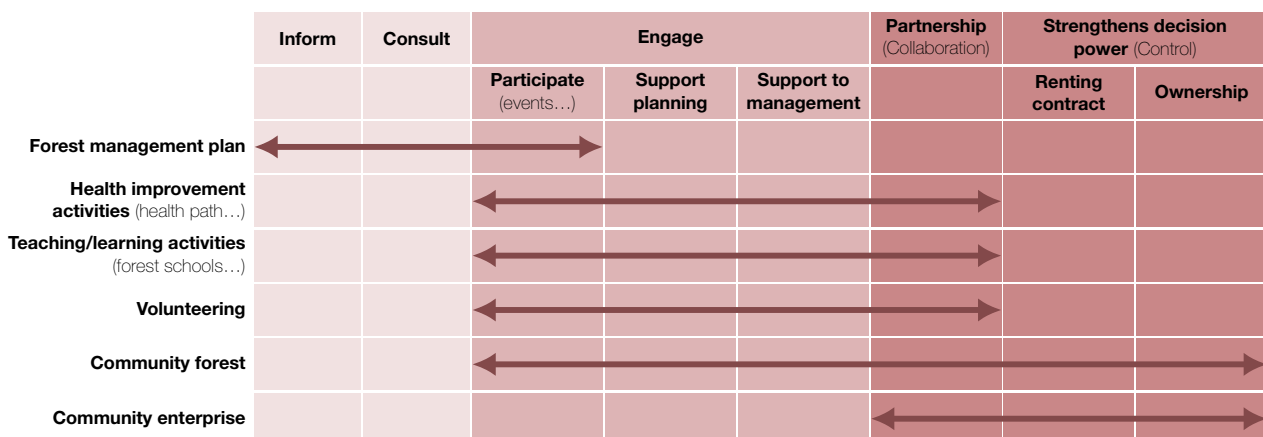 Inform
Consult
Engage
Partnership
(Collaboration)
Strengthens decision
power (Control)
Participate
(events…)
Support
planning
Support to
management
Renting
contract
Ownership
Forest management plan
Health improvement
activities (health path…)
Teaching/learning activities
(forest schools…)
Volunteering
Community forest
Community enterprise